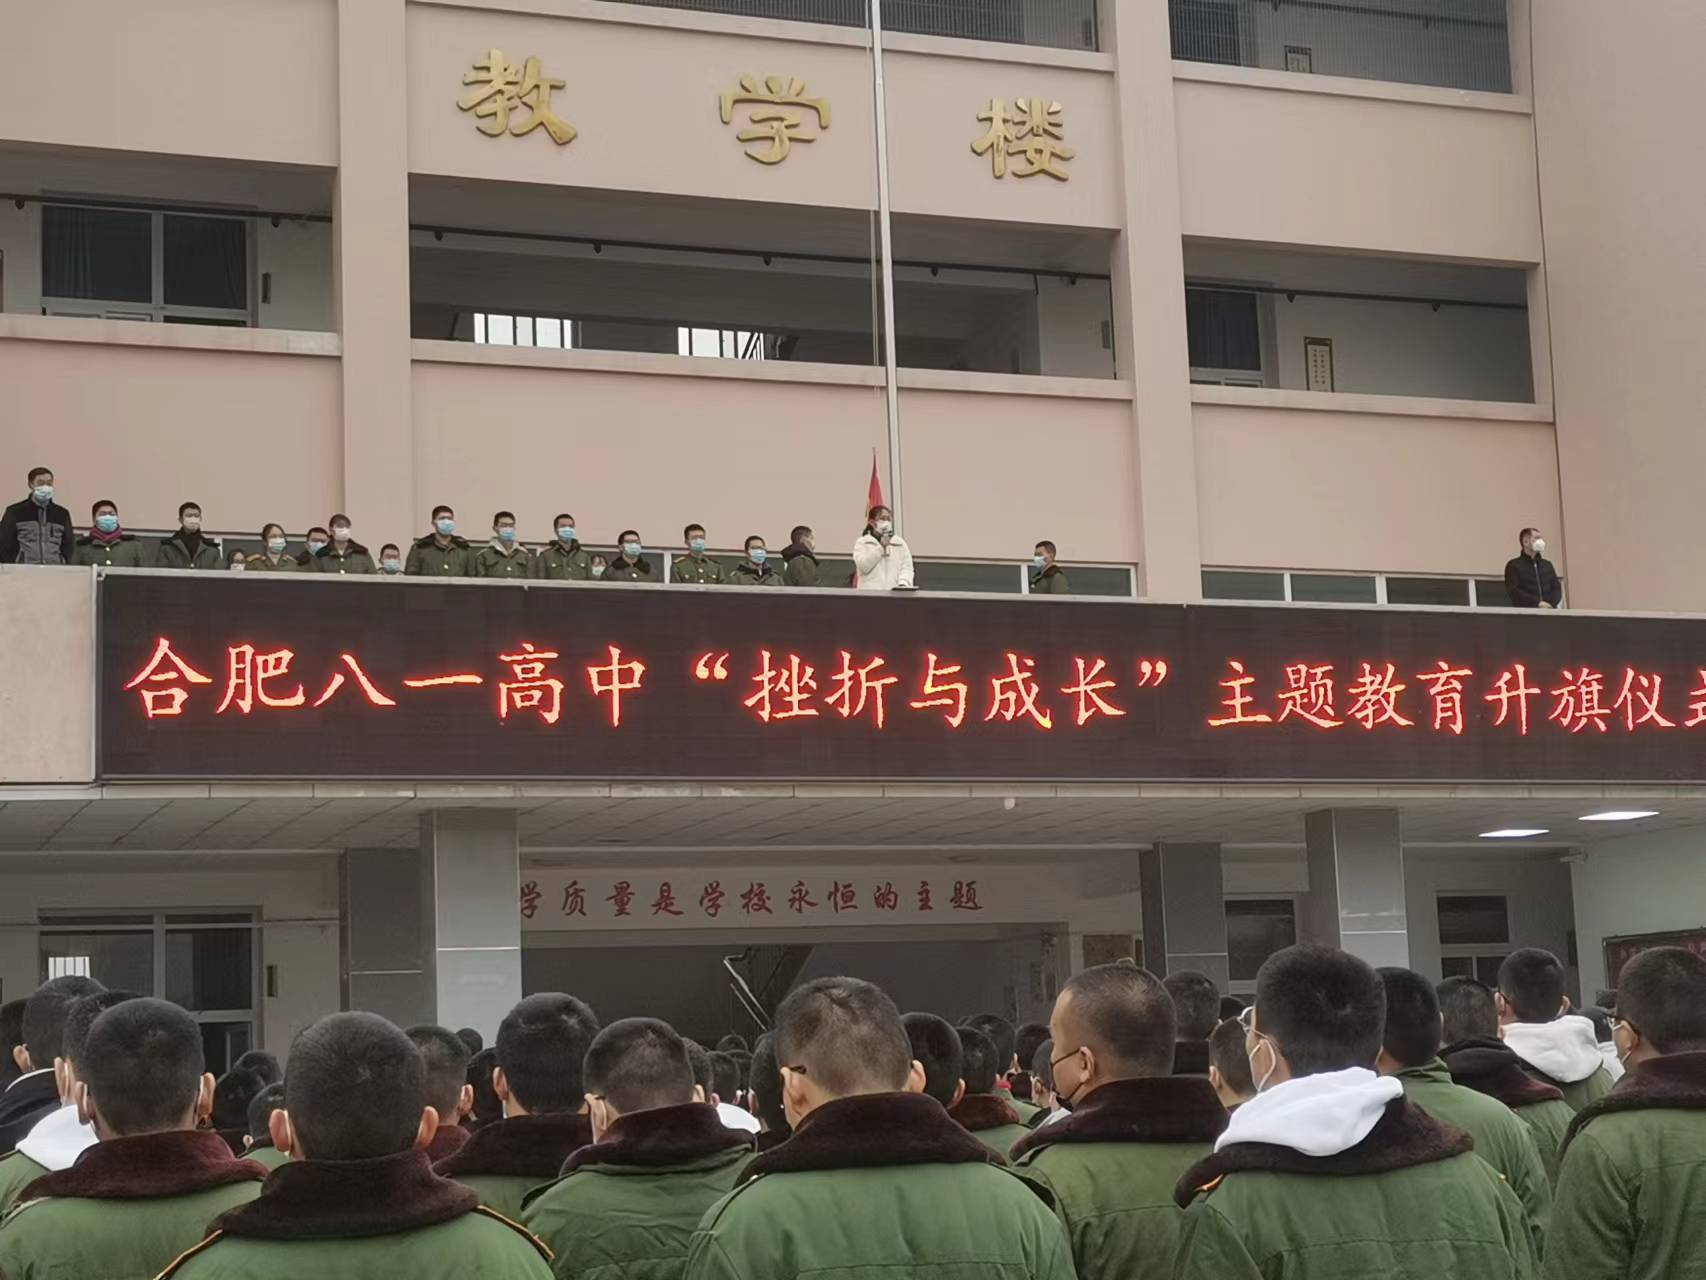 教学楼
合肥八一高中“挫折与成长”主题教育升旗仪式
学质量是学校永恒的主题